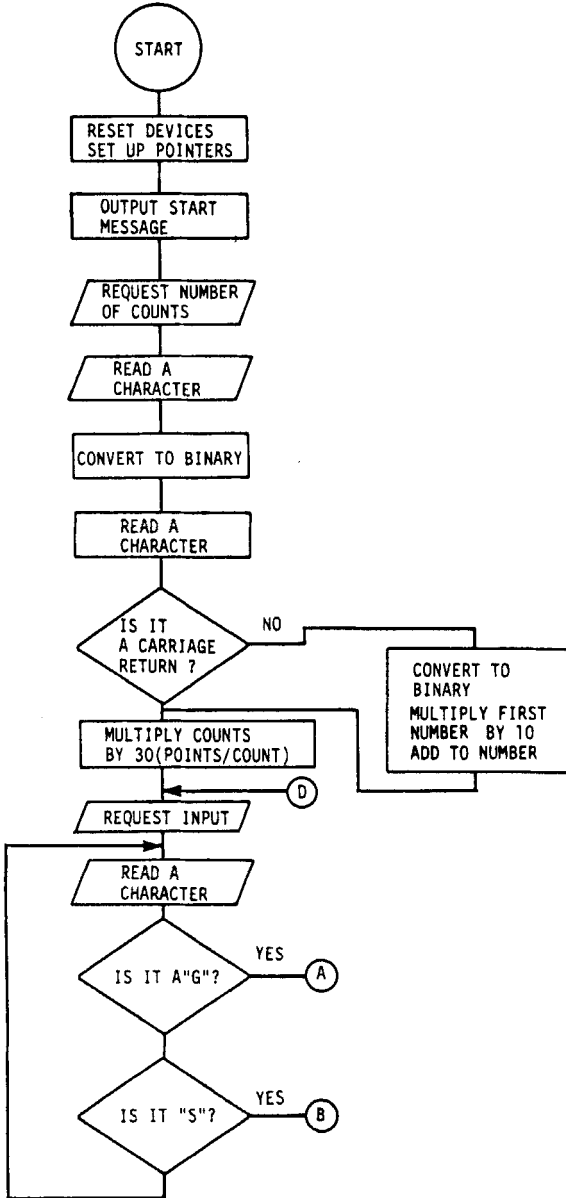 START
RESET DEVICES
SET UP POINTERS
OUTPUT START
MESSAGE
REQUEST NUMBER
OF COUNTS
READ A
CHARACTER
CONVERT TO BINARY
READ A
CHARACTER
IS IT
A CARRIAGE
RETURN ?
NO
CONVERT TO
BINARY
MULTIPLY FIRST
NUMBER BY 10
ADD TO NUMBER
MULTIPLY COUNTS
BY 30(POINTS/COUNT)
D
REQUEST INPUT
READ A
CHARACTER
IS IT A"G"?
YES
A
IS IT "S"?
YES
B